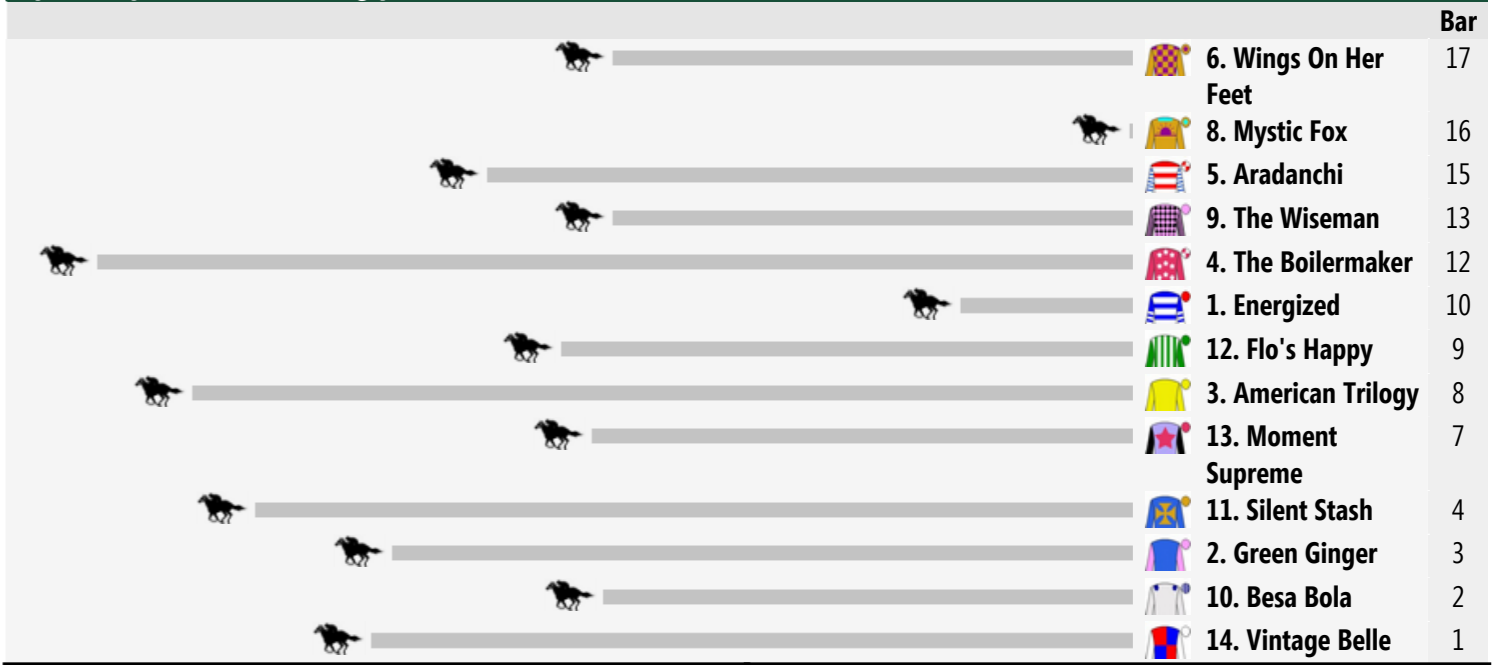 Bar
6. Wings On Her 17
Feet
8. Mystic Fox 16
5. Aradanchi 15
9. The Wiseman 13
4. The Boilermaker 12
1. Energized 10
12. Flo's Happy 9
3. American Trilogy 8
13. Moment 7
Supreme
11. Silent Stash 4
2. Green Ginger 3
10. Besa Bola 2
14. Vintage Belle 1